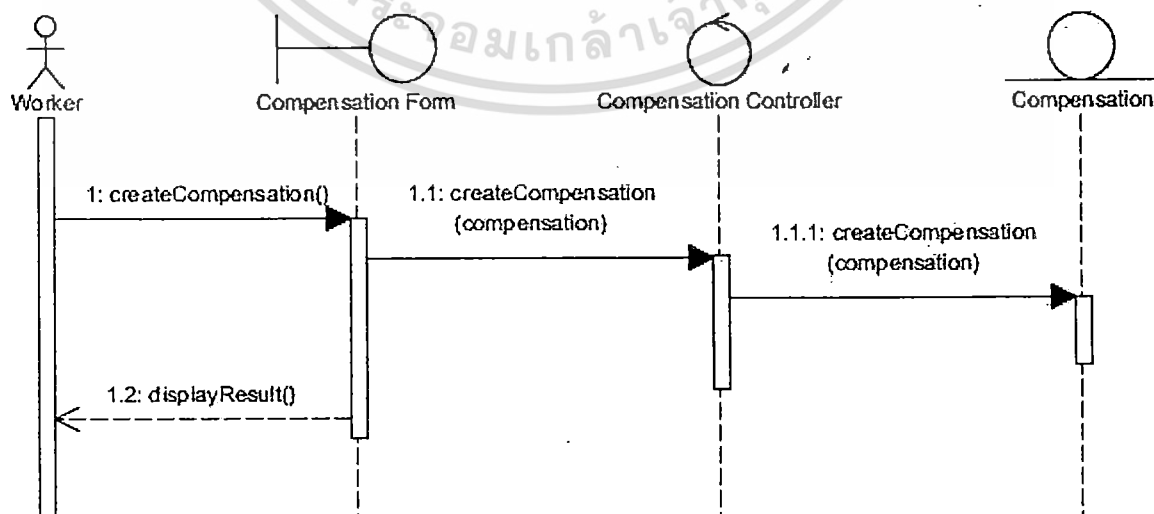 Worker
Compensation Form
Compensation Controller
Compensation
1: createCompensation()
1.1: createCompensation
(compensation)
1.1.1: createCompensation
(compensation)
1.2: displayResult()